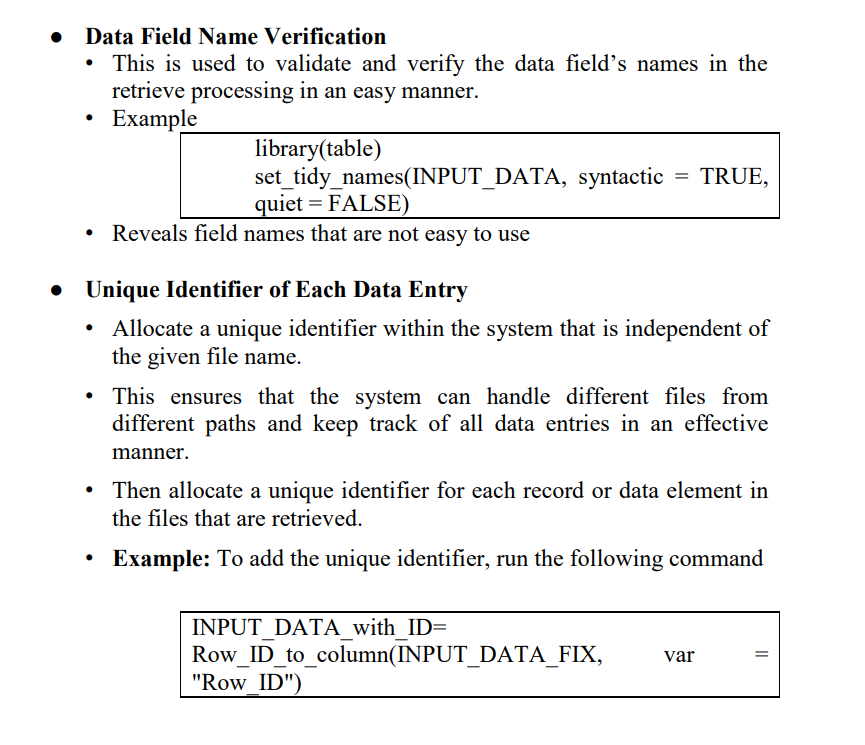 ● Data Field Name Verification
• This is used to validate and verify the data field’s names in the
retrieve processing in an easy manner.
• Example
library(table)
set_tidy_names(INPUT_DATA, syntactic = TRUE,
quiet = FALSE)
• Reveals field names that are not easy to use
● Unique Identifier of Each Data Entry
• Allocate a unique identifier within the system that is independent of
the given file name.
• This ensures that the system can handle different files from
different paths and keep track of all data entries in an effective
manner.
• Then allocate a unique identifier for each record or data element in
the files that are retrieved.
• Example: To add the unique identifier, run the following command
INPUT_DATA_with_ID=
Row_ID_to_column(INPUT_DATA_FIX, var =
"Row_ID")